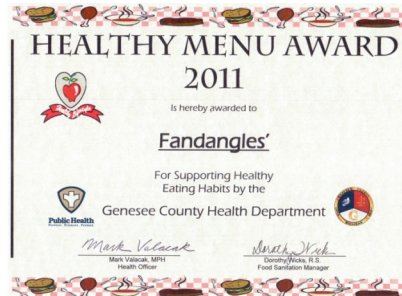 HEALTHY MENU AWARD
2011
is hereby awarded to
Fandangles'
For Supporting Healthy
Eating Habits by the
Genesee County Health Department
Public Health
Mark Valacak
Mark Valacak, MPH
Health Officer
Dorothy Wicks
Dorothy Wicks, R.S.
Food Sanitation Manager